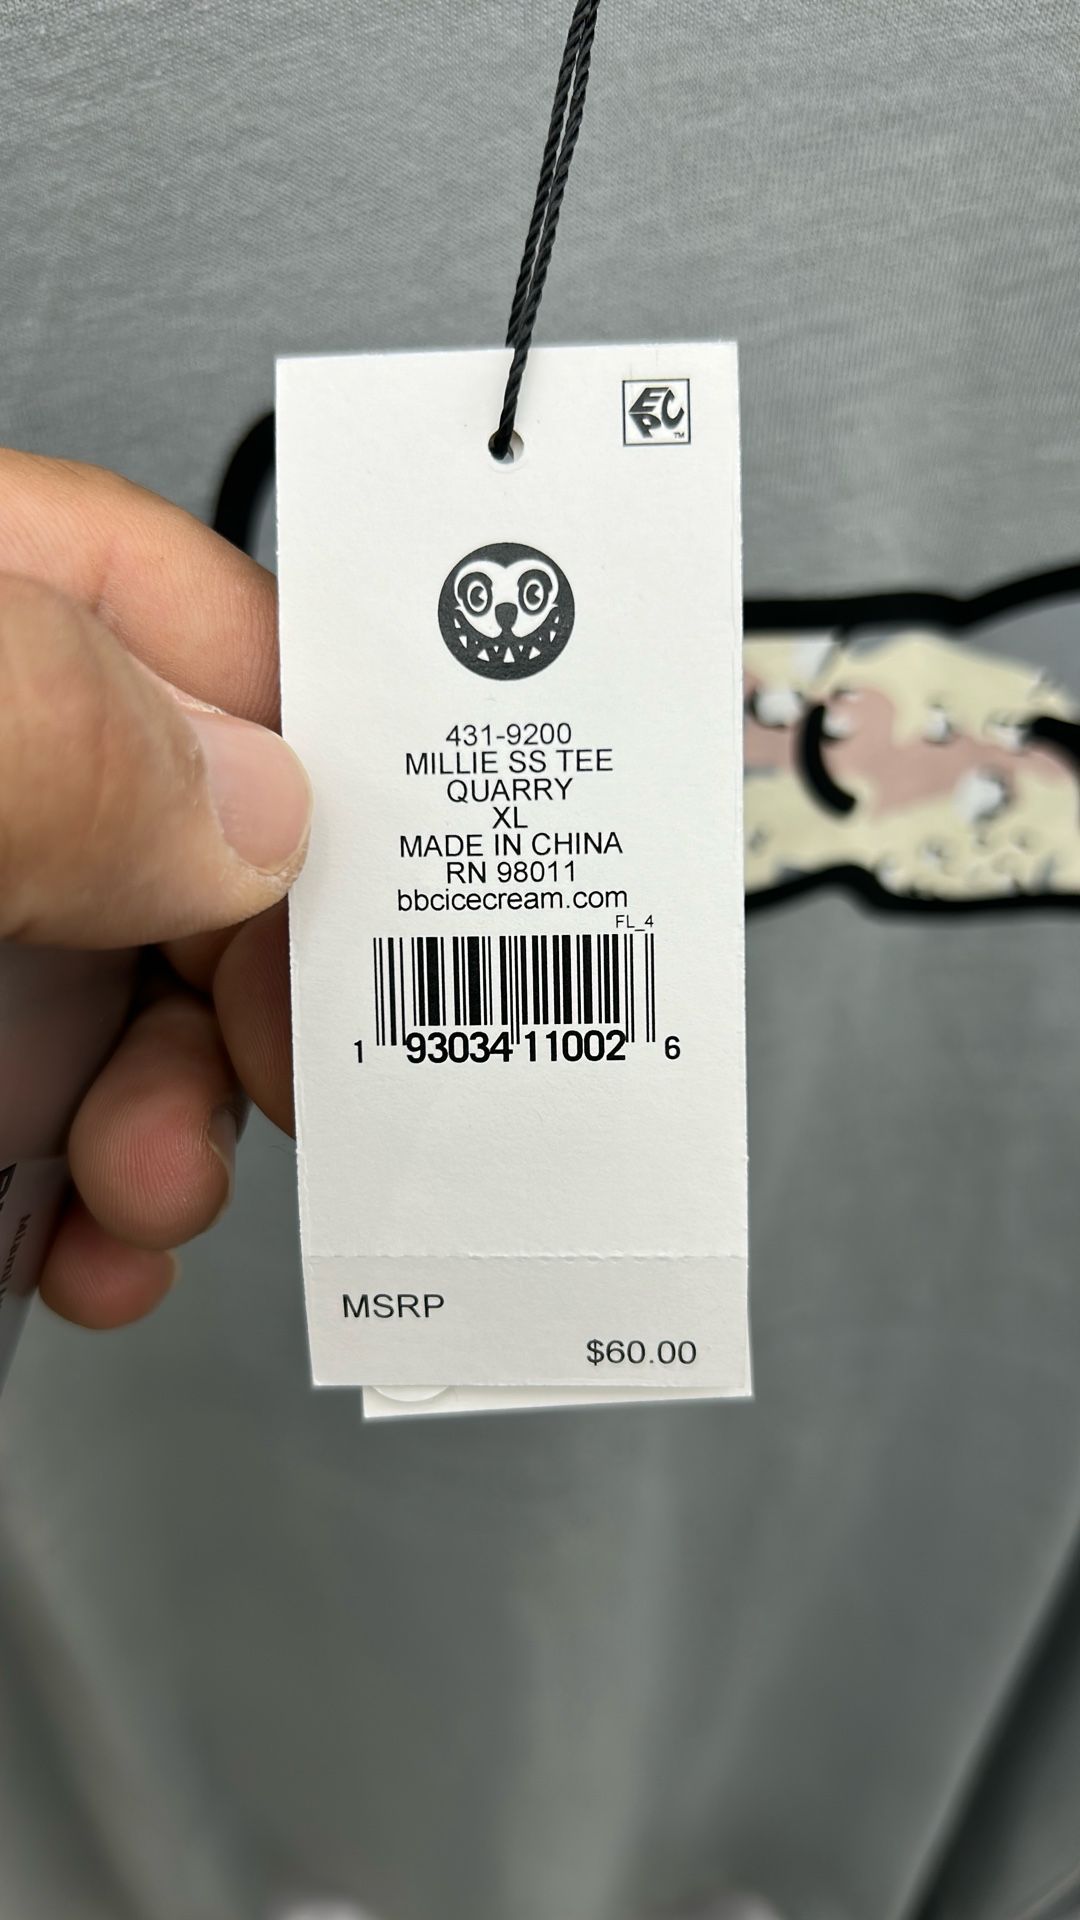 EPC
TM
431-9200
MILLIE SS TEE
QUARRY
XL
MADE IN CHINA
RN 98011
bbcicecream.com
FL_4
1 93034 11002 6
MSRP
$60.00